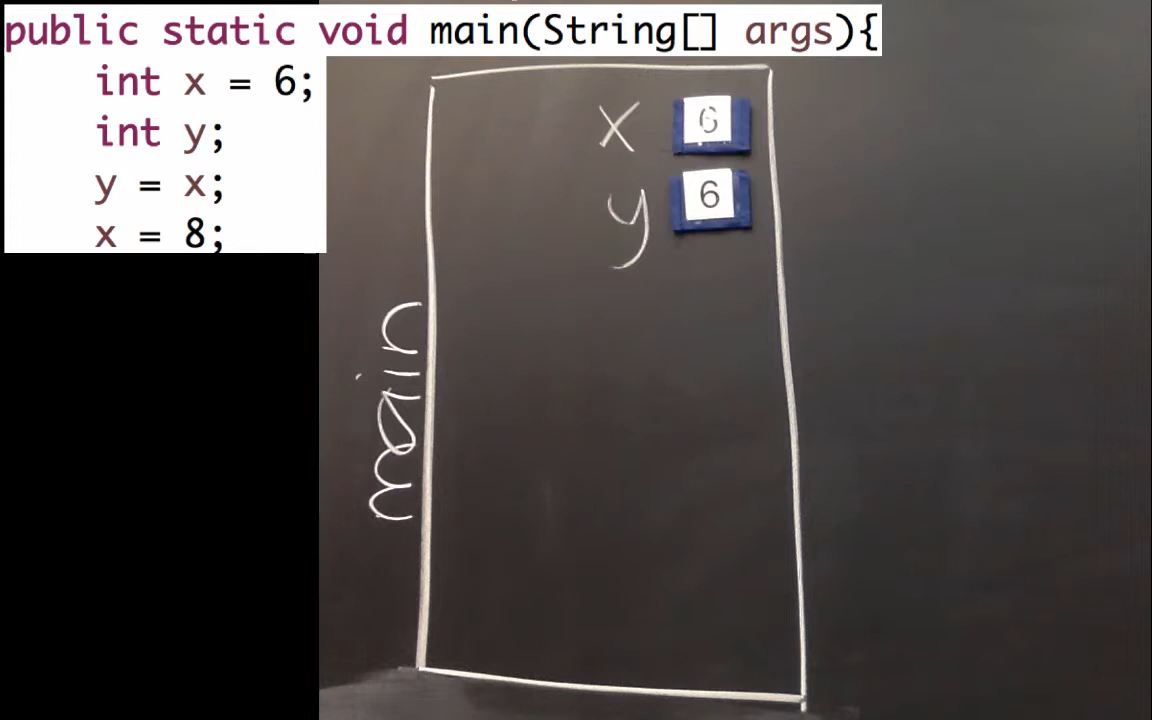 public static void main(String[] args){
int x = 6;
int y;
y = x;
x = 8;
x 6
y 6
main